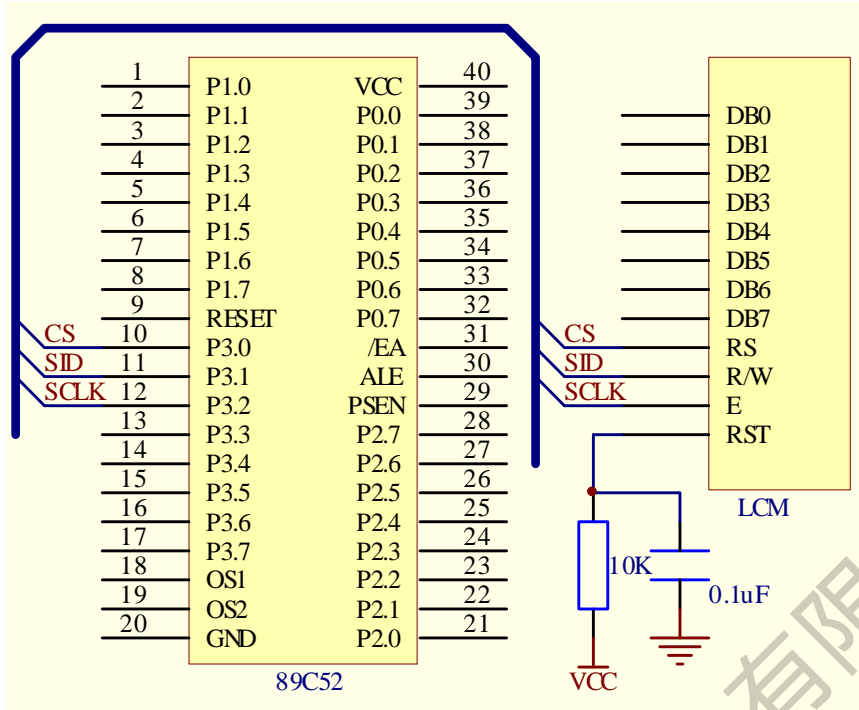 1 P1.0 VCC 40
2 P1.1 P0.0 39
3 P1.2 P0.1 38
4 P1.3 P0.2 37
5 P1.4 P0.3 36
6 P1.5 P0.4 35
7 P1.6 P0.5 34
8 P1.7 P0.6 33
9 RESET P0.7 32
CS 10 P3.0 /EA 31
SID 11 P3.1 ALE 30
SCLK 12 P3.2 PSEN 29
13 P3.3 P2.7 28
14 P3.4 P2.6 27
15 P3.5 P2.5 26
16 P3.6 P2.4 25
17 P3.7 P2.3 24
18 OS1 P2.2 23
19 OS2 P2.1 22
20 GND P2.0 21
89C52
DB0
DB1
DB2
DB3
DB4
DB5
DB6
DB7
CS RS
SID R/W
SCLK E
RST
LCM
10K
0.1uF
VCC
有限